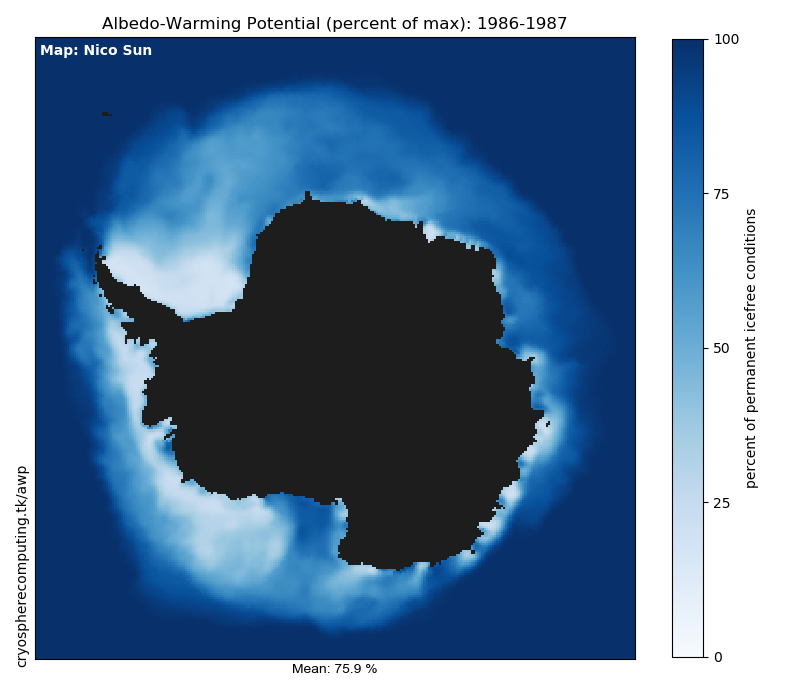 Albedo-Warming Potential (percent of max): 1986-1987
Map: Nico Sun
100
75
50
25
0
percent of permanent icefree conditions
cryospherecomputing.tk/awp
Mean: 75.9 %